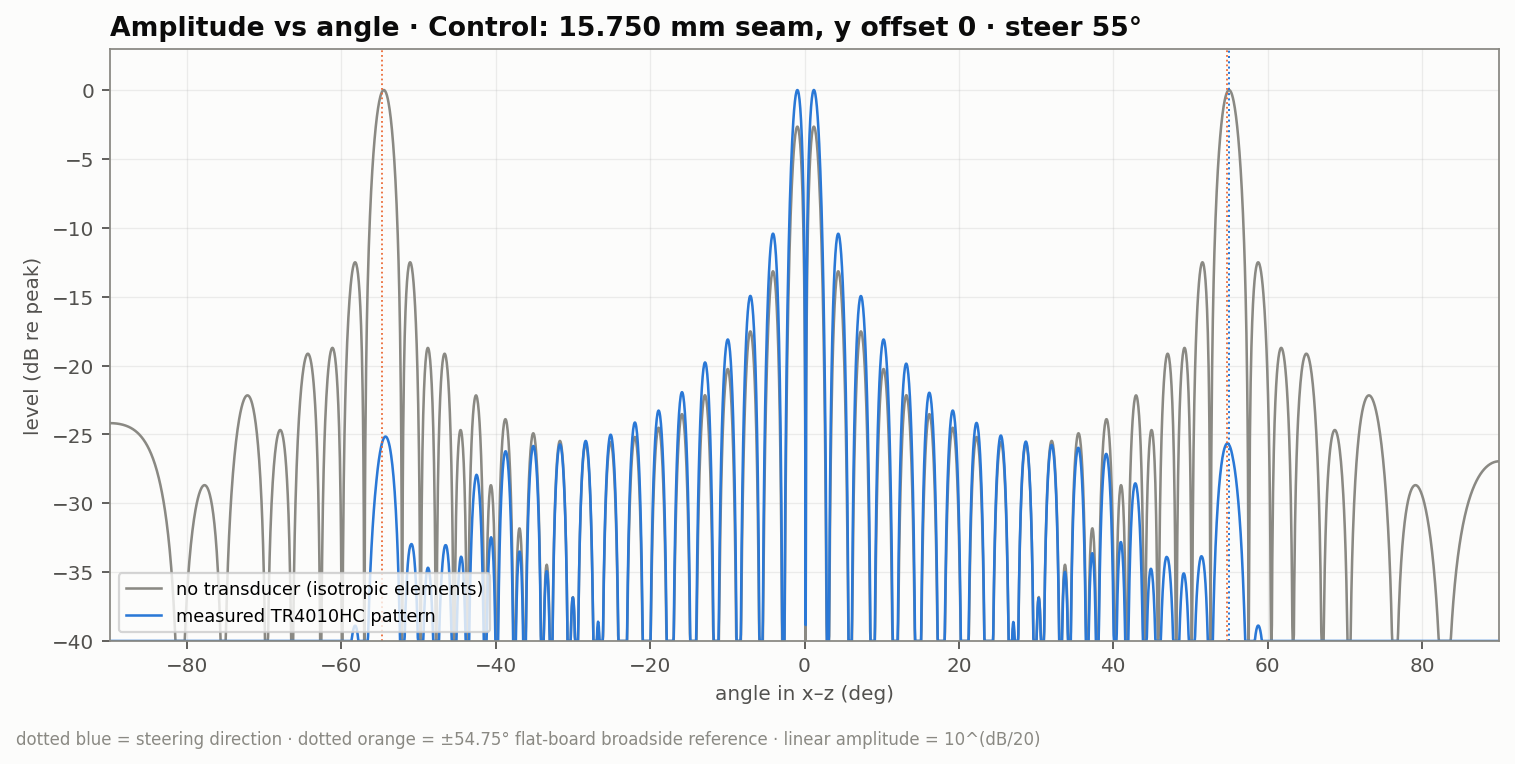 Amplitude vs angle · Control: 15.750 mm seam, y offset 0 · steer 55°
level (dB re peak)
0
−5
−10
−15
−20
−25
−30
−35
−40
no transducer (isotropic elements)
measured TR4010HC pattern
−80 −60 −40 −20 0 20 40 60 80
angle in x–z (deg)
dotted blue = steering direction · dotted orange = ±54.75° flat-board broadside reference · linear amplitude = 10^(dB/20)